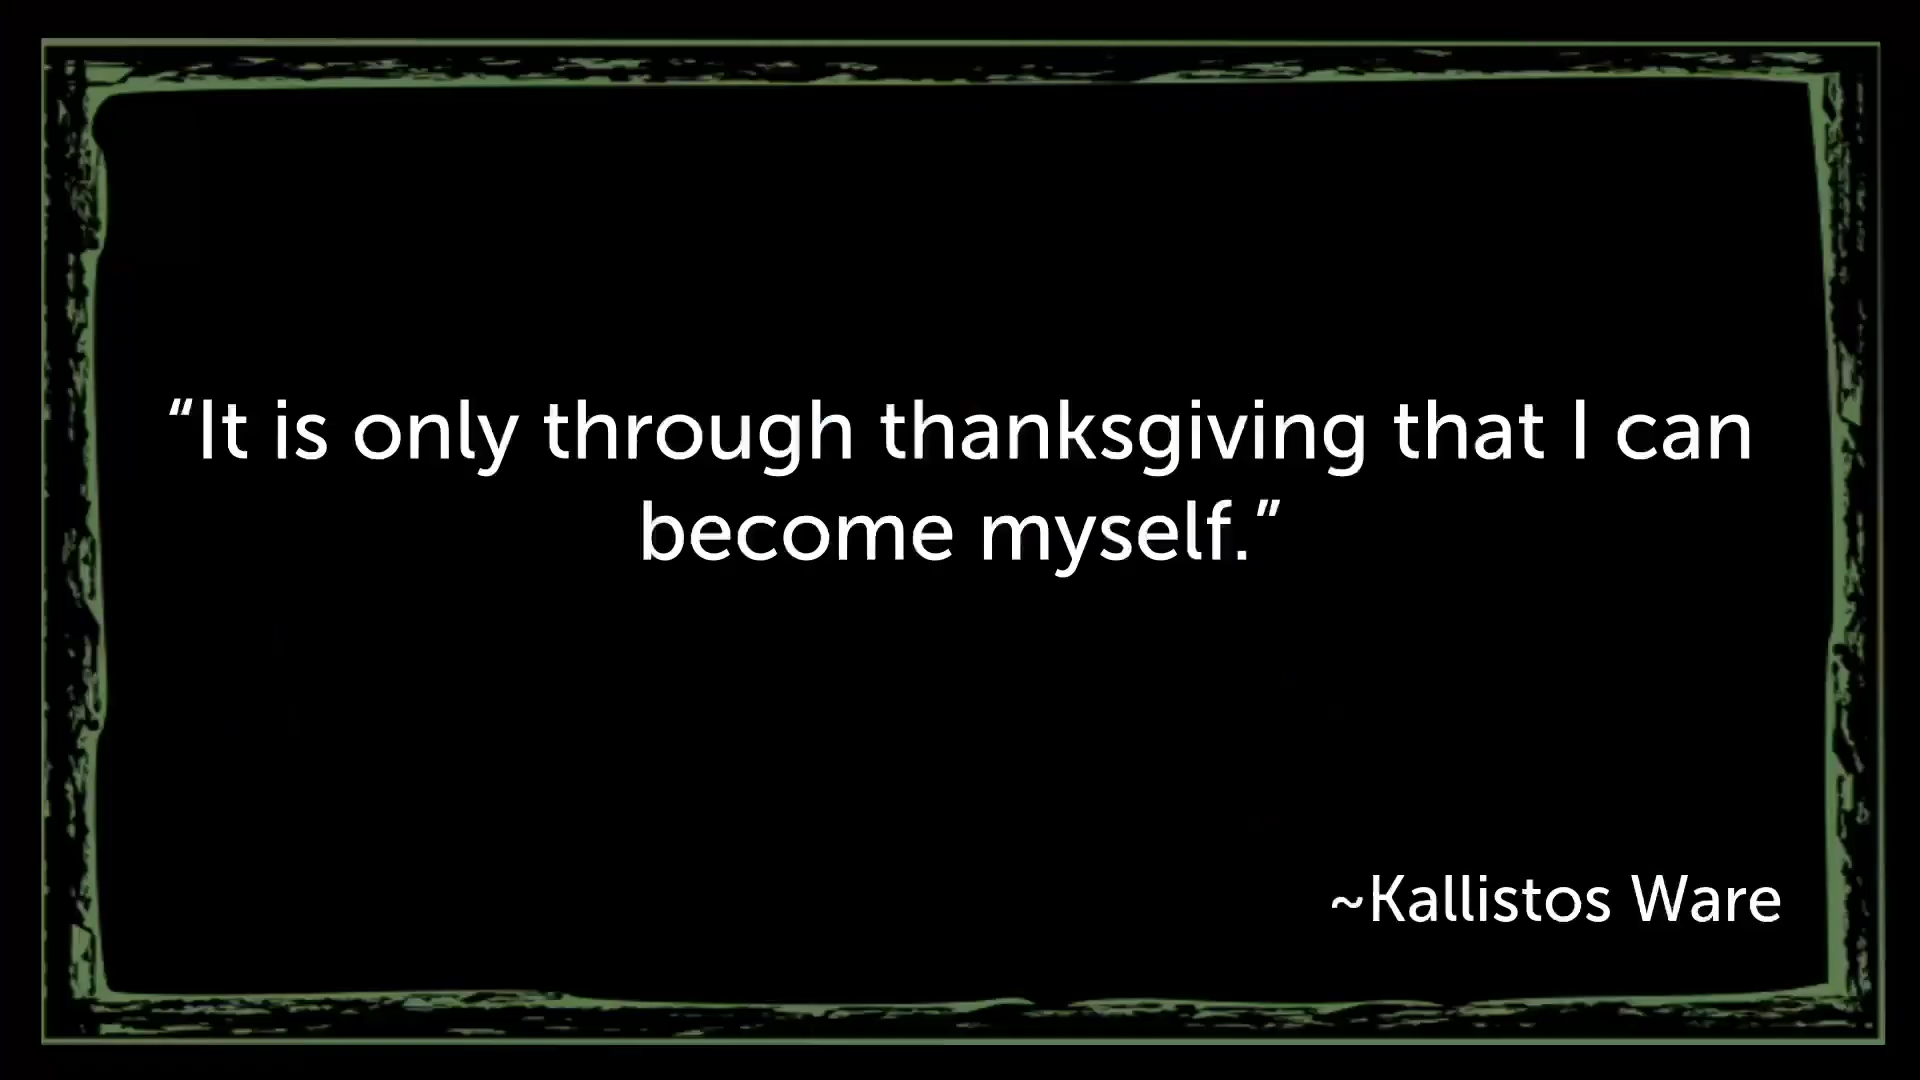 “It is only through thanksgiving that I can
become myself.”
~Kallistos Ware